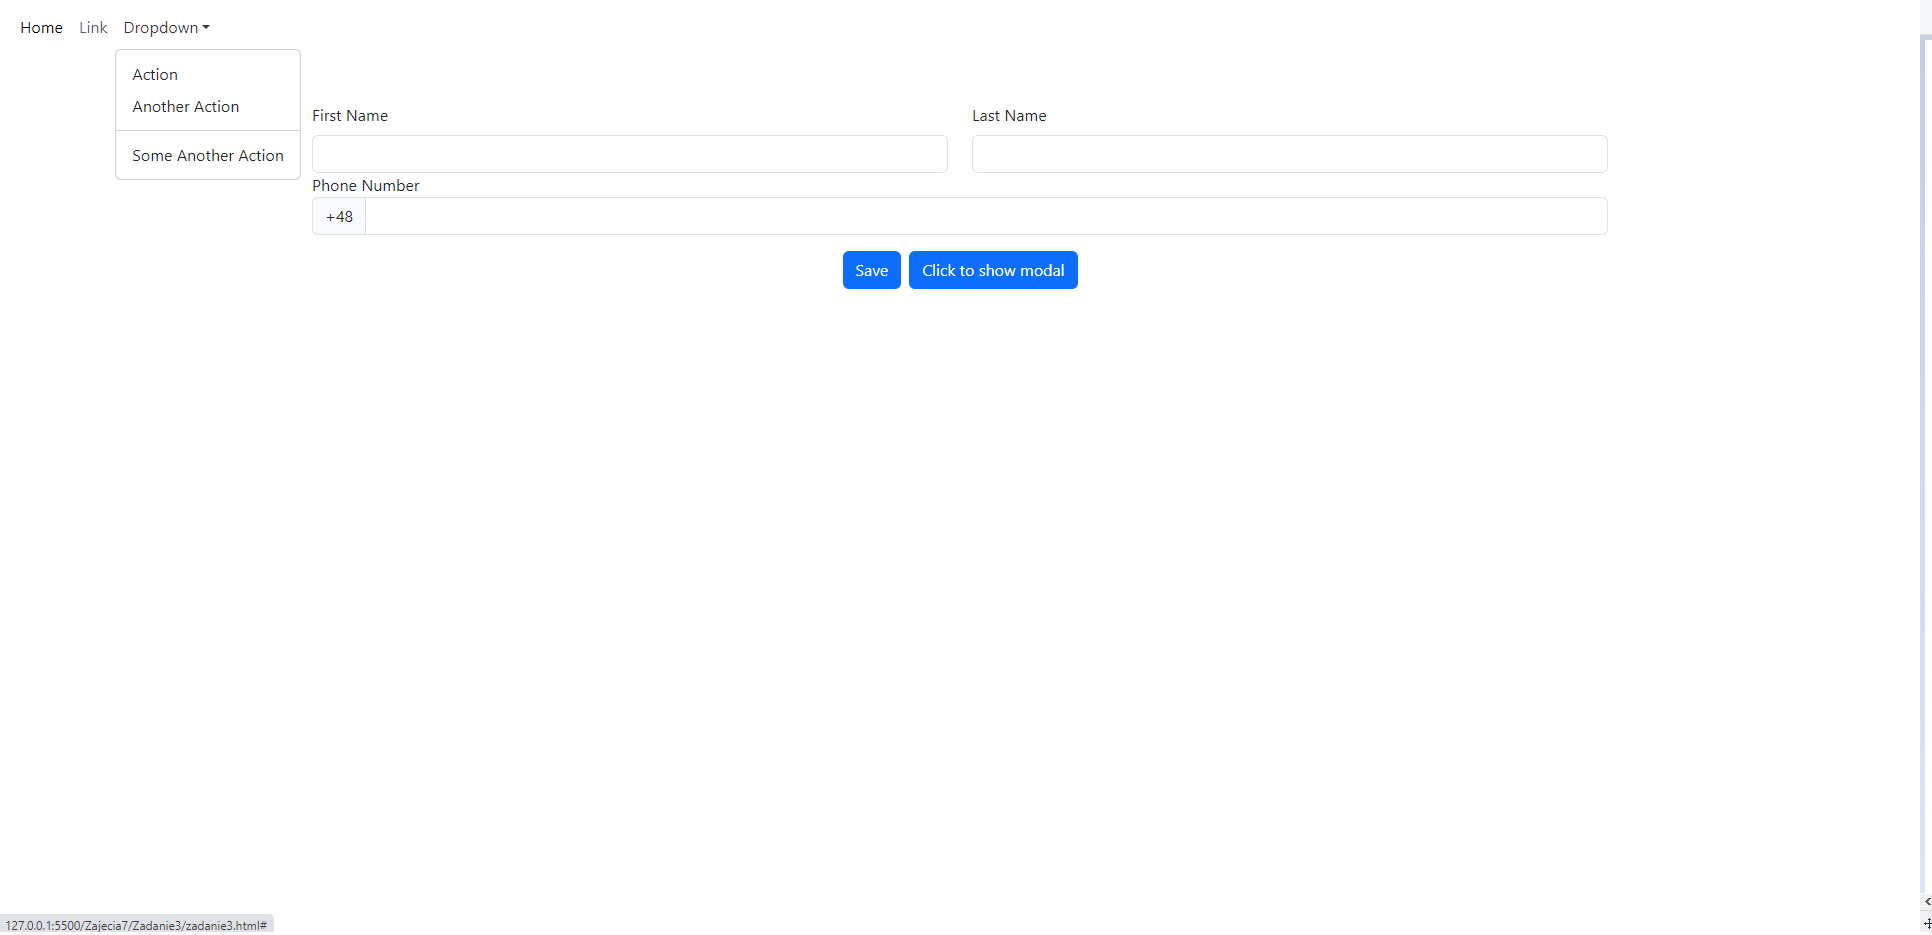 Home Link Dropdown
Action
Another Action
Some Another Action
First Name
Last Name
Phone Number
+48
Save
Click to show modal
127.0.0.1:5500/Zajecia7/Zadanie3/zadanie3.html#